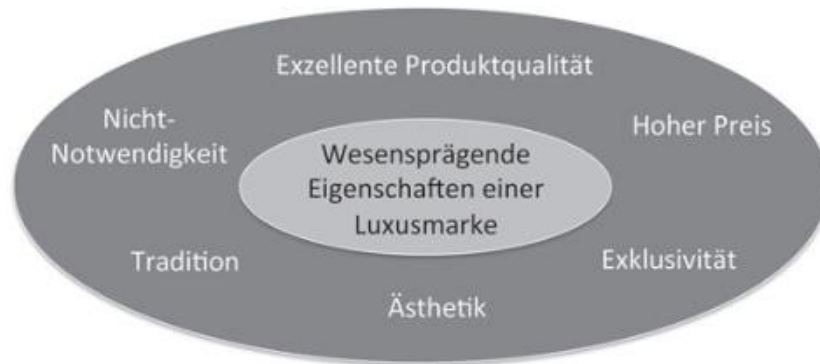 Exzellente Produktqualität
Nicht-
Notwendigkeit
Hoher Preis
Wesensprägende
Eigenschaften einer
Luxusmarke
Tradition
Exklusivität
Ästhetik